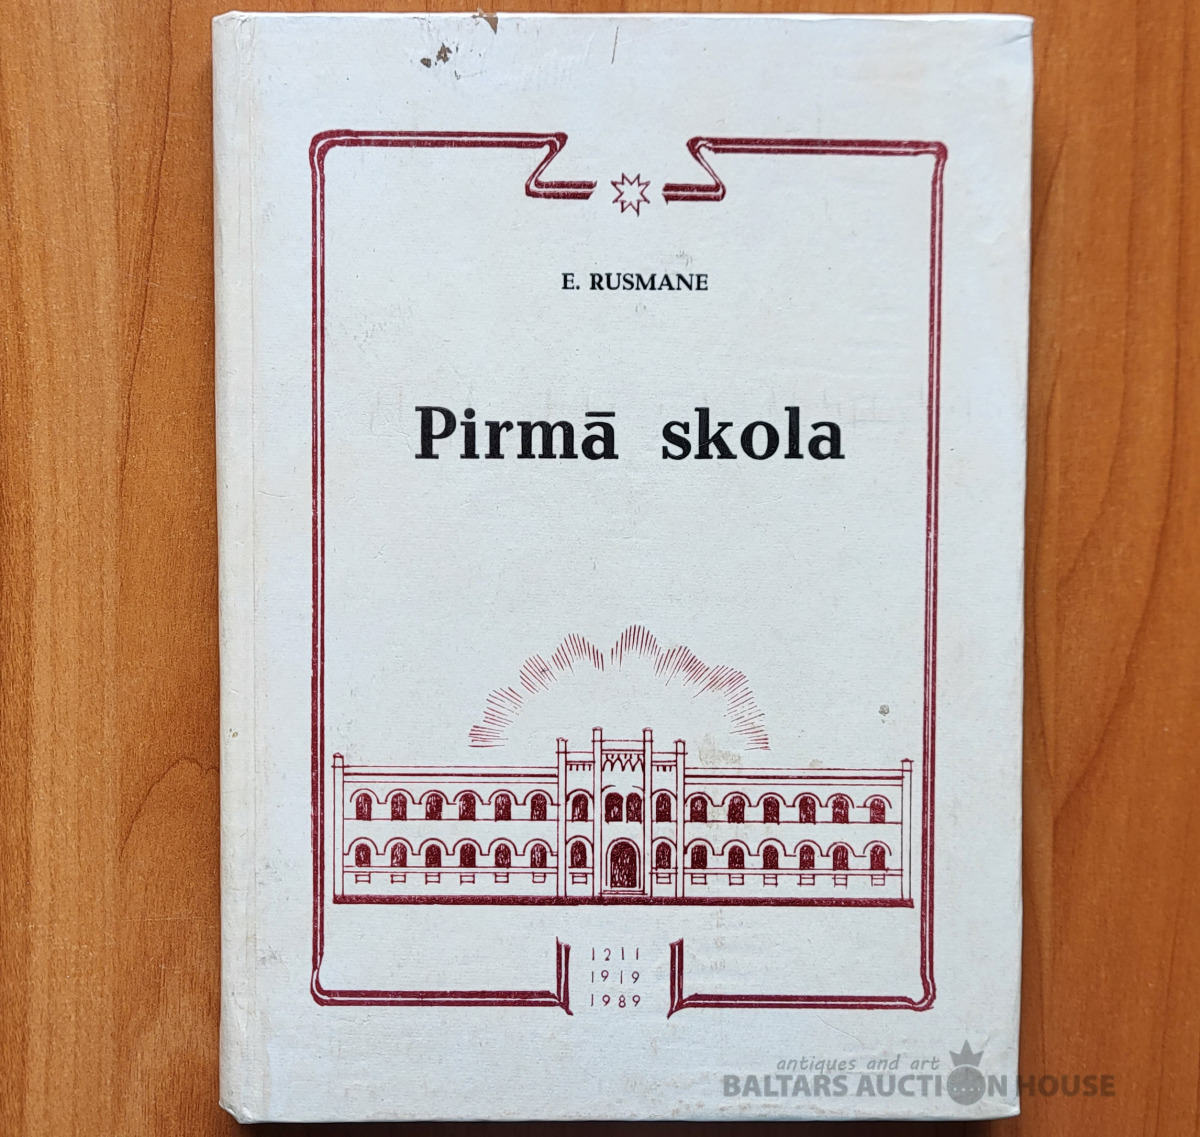 E. RUSMANE
Pirmā skola
1211
1919
1989
antiques and art
BALTARS AUCTION HOUSE